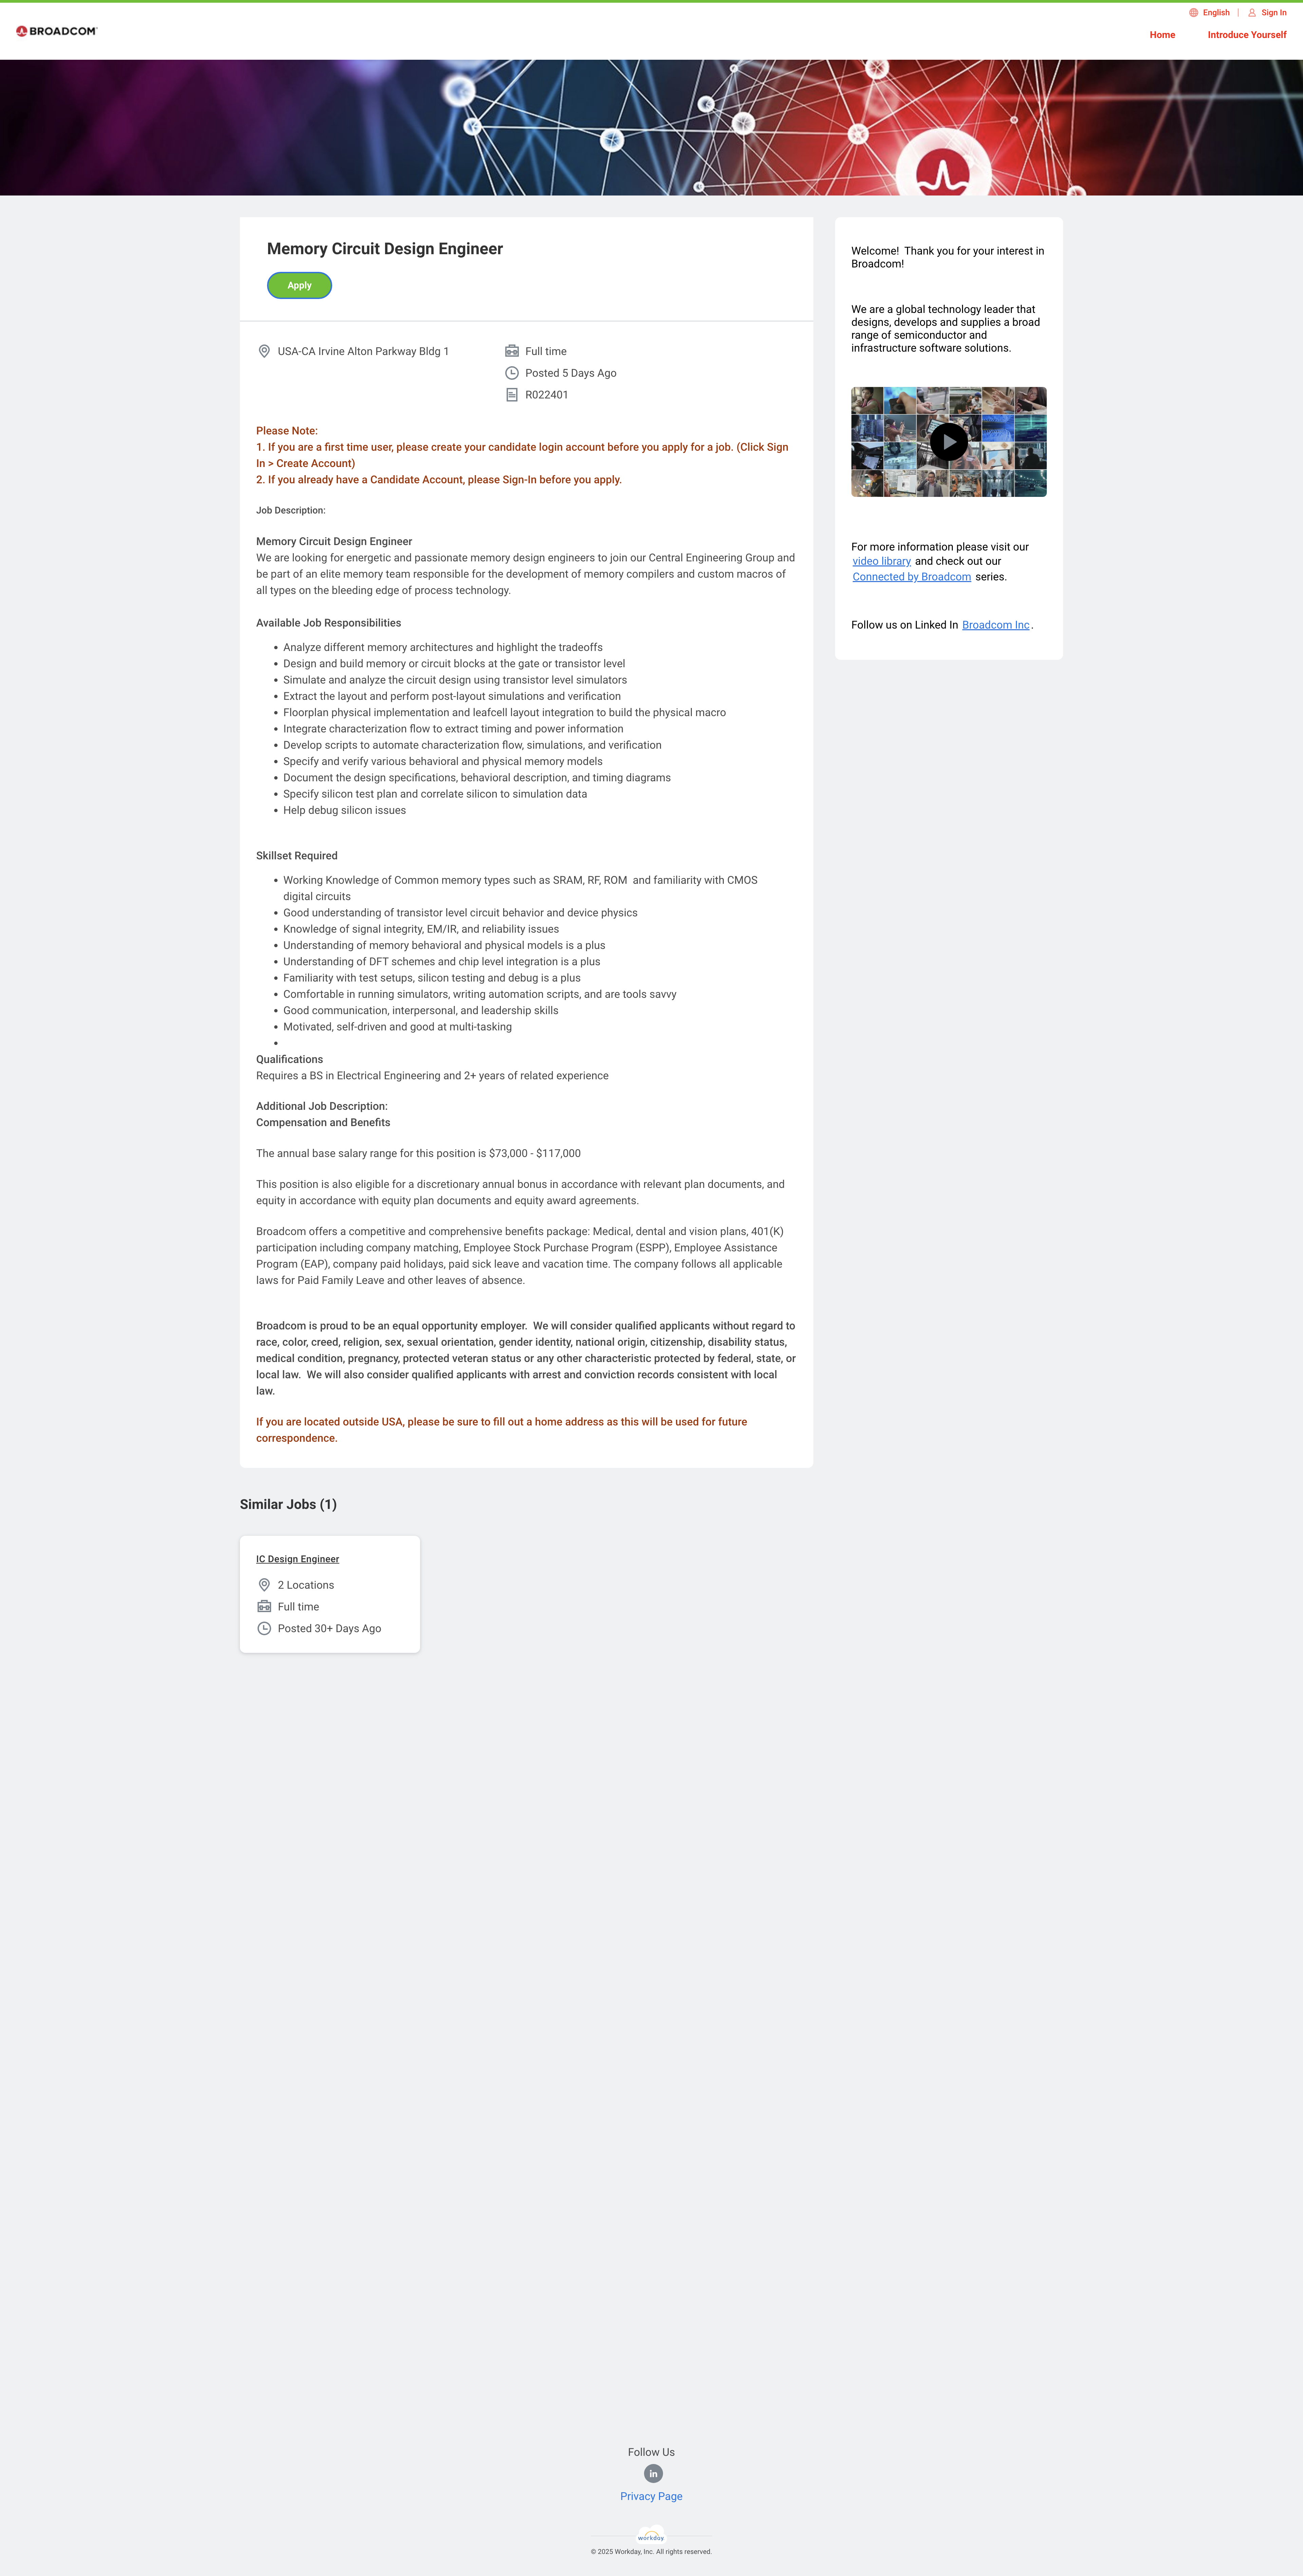 English | Sign In
BROADCOM
Home Introduce Yourself
Memory Circuit Design Engineer
Apply
USA-CA Irvine Alton Parkway Bldg 1
Full time
Posted 5 Days Ago
R022401
Please Note:
1. If you are a first time user, please create your candidate login account before you apply for a job. (Click Sign
In > Create Account)
2. If you already have a Candidate Account, please Sign-In before you apply.
Job Description:
Memory Circuit Design Engineer
We are looking for energetic and passionate memory design engineers to join our Central Engineering Group and
be part of an elite memory team responsible for the development of memory compilers and custom macros of
all types on the bleeding edge of process technology.
Available Job Responsibilities
• Analyze different memory architectures and highlight the tradeoffs
• Design and build memory or circuit blocks at the gate or transistor level
• Simulate and analyze the circuit design using transistor level simulators
• Extract the layout and perform post-layout simulations and verification
• Floorplan physical implementation and leafcell layout integration to build the physical macro
• Integrate characterization flow to extract timing and power information
• Develop scripts to automate characterization flow, simulations, and verification
• Specify and verify various behavioral and physical memory models
• Document the design specifications, behavioral description, and timing diagrams
• Specify silicon test plan and correlate silicon to simulation data
• Help debug silicon issues
Skillset Required
• Working Knowledge of Common memory types such as SRAM, RF, ROM  and familiarity with CMOS
digital circuits
• Good understanding of transistor level circuit behavior and device physics
• Knowledge of signal integrity, EM/IR, and reliability issues
• Understanding of memory behavioral and physical models is a plus
• Understanding of DFT schemes and chip level integration is a plus
• Familiarity with test setups, silicon testing and debug is a plus
• Comfortable in running simulators, writing automation scripts, and are tools savvy
• Good communication, interpersonal, and leadership skills
• Motivated, self-driven and good at multi-tasking
•
Qualifications
Requires a BS in Electrical Engineering and 2+ years of related experience
Additional Job Description:
Compensation and Benefits
The annual base salary range for this position is $73,000 - $117,000
This position is also eligible for a discretionary annual bonus in accordance with relevant plan documents, and
equity in accordance with equity plan documents and equity award agreements.
Broadcom offers a competitive and comprehensive benefits package: Medical, dental and vision plans, 401(K)
participation including company matching, Employee Stock Purchase Program (ESPP), Employee Assistance
Program (EAP), company paid holidays, paid sick leave and vacation time. The company follows all applicable
laws for Paid Family Leave and other leaves of absence.
Broadcom is proud to be an equal opportunity employer.  We will consider qualified applicants without regard to
race, color, creed, religion, sex, sexual orientation, gender identity, national origin, citizenship, disability status,
medical condition, pregnancy, protected veteran status or any other characteristic protected by federal, state, or
local law.  We will also consider qualified applicants with arrest and conviction records consistent with local
law.
If you are located outside USA, please be sure to fill out a home address as this will be used for future
correspondence.
Welcome!  Thank you for your interest in
Broadcom!
We are a global technology leader that
designs, develops and supplies a broad
range of semiconductor and
infrastructure software solutions.
For more information please visit our
video library and check out our
Connected by Broadcom series.
Follow us on Linked In Broadcom Inc.
Similar Jobs (1)
IC Design Engineer
2 Locations
Full time
Posted 30+ Days Ago
Follow Us
in
Privacy Page
workday.
© 2025 Workday, Inc. All rights reserved.